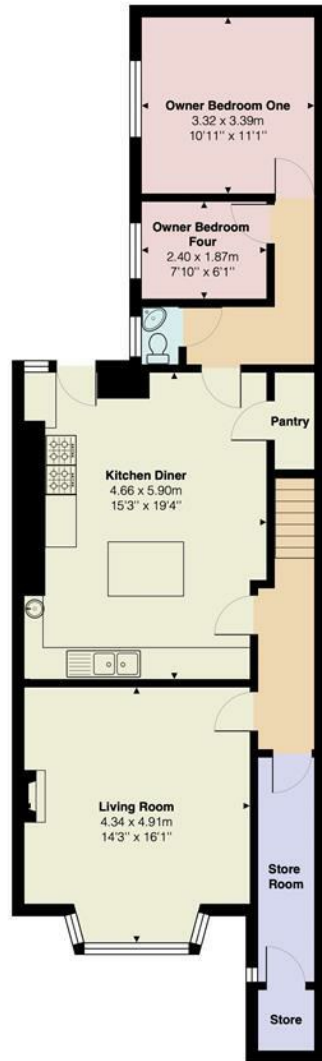 Owner Bedroom One
3.32 x 3.39m
10'11" x 11'1"
Owner Bedroom
Four
2.40 x 1.87m
7'10" x 6'1"
Pantry
Kitchen Diner
4.66 x 5.90m
15'3" x 19'4"
Living Room
4.34 x 4.91m
14'3" x 16'1"
Store
Room
Store